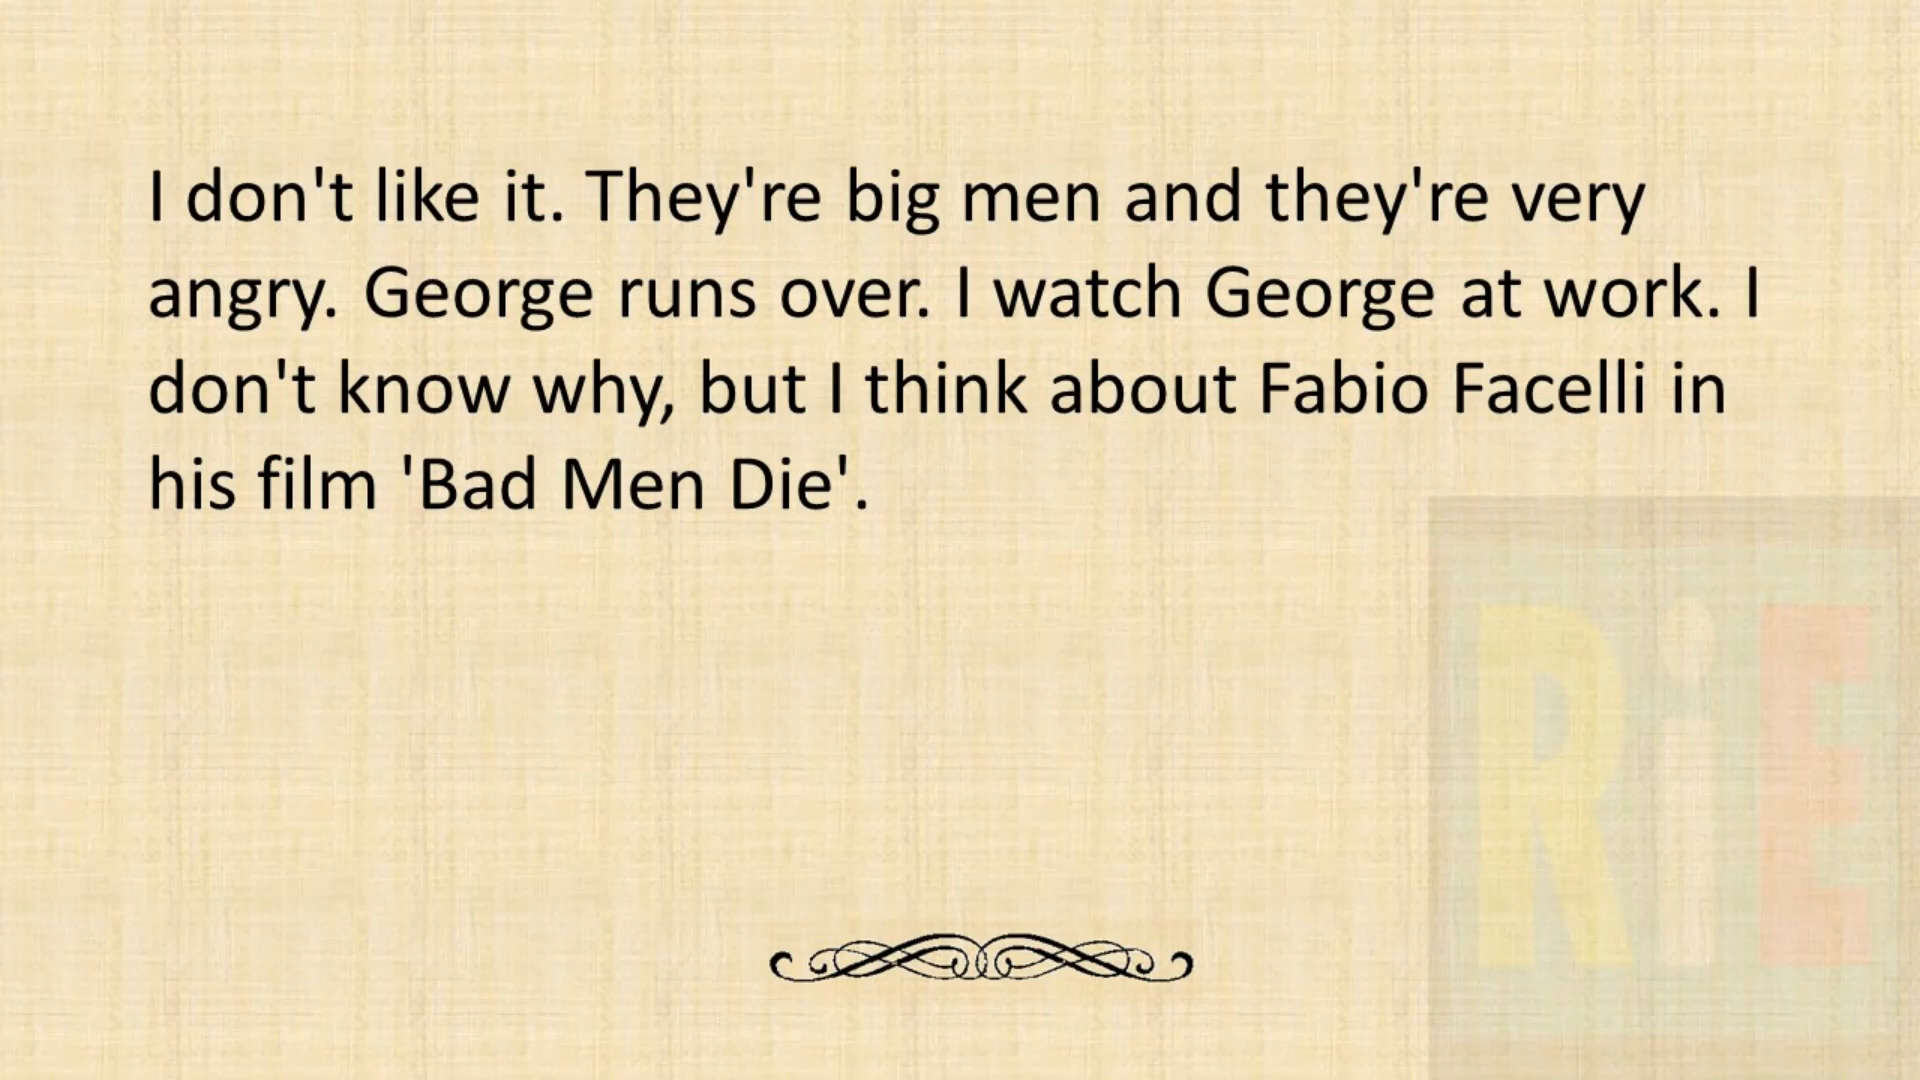 I don't like it. They're big men and they're very
angry. George runs over. I watch George at work. I
don't know why, but I think about Fabio Facelli in
his film 'Bad Men Die'.
RiE